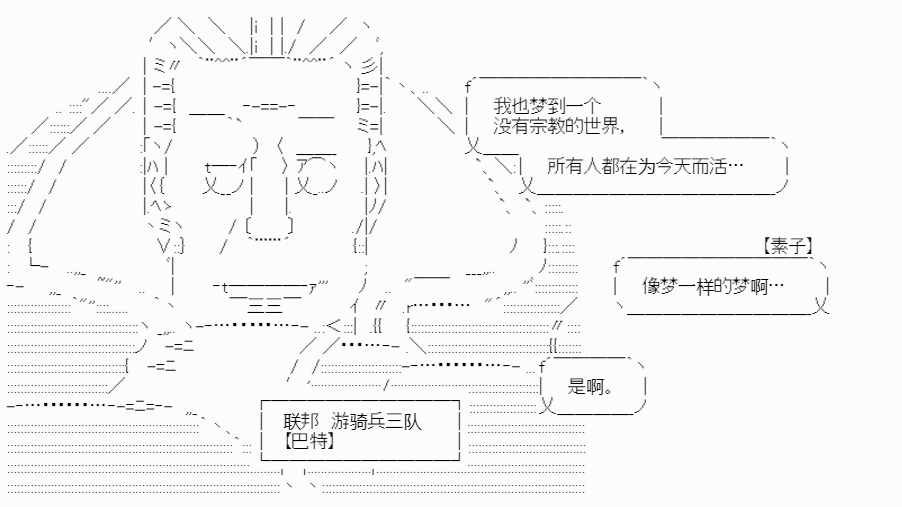 我也梦到一个
没有宗教的世界，
所有人都在为今天而活…
【素子】
像梦一样的梦啊…
是啊。
联邦　游骑兵三队
【巴特】